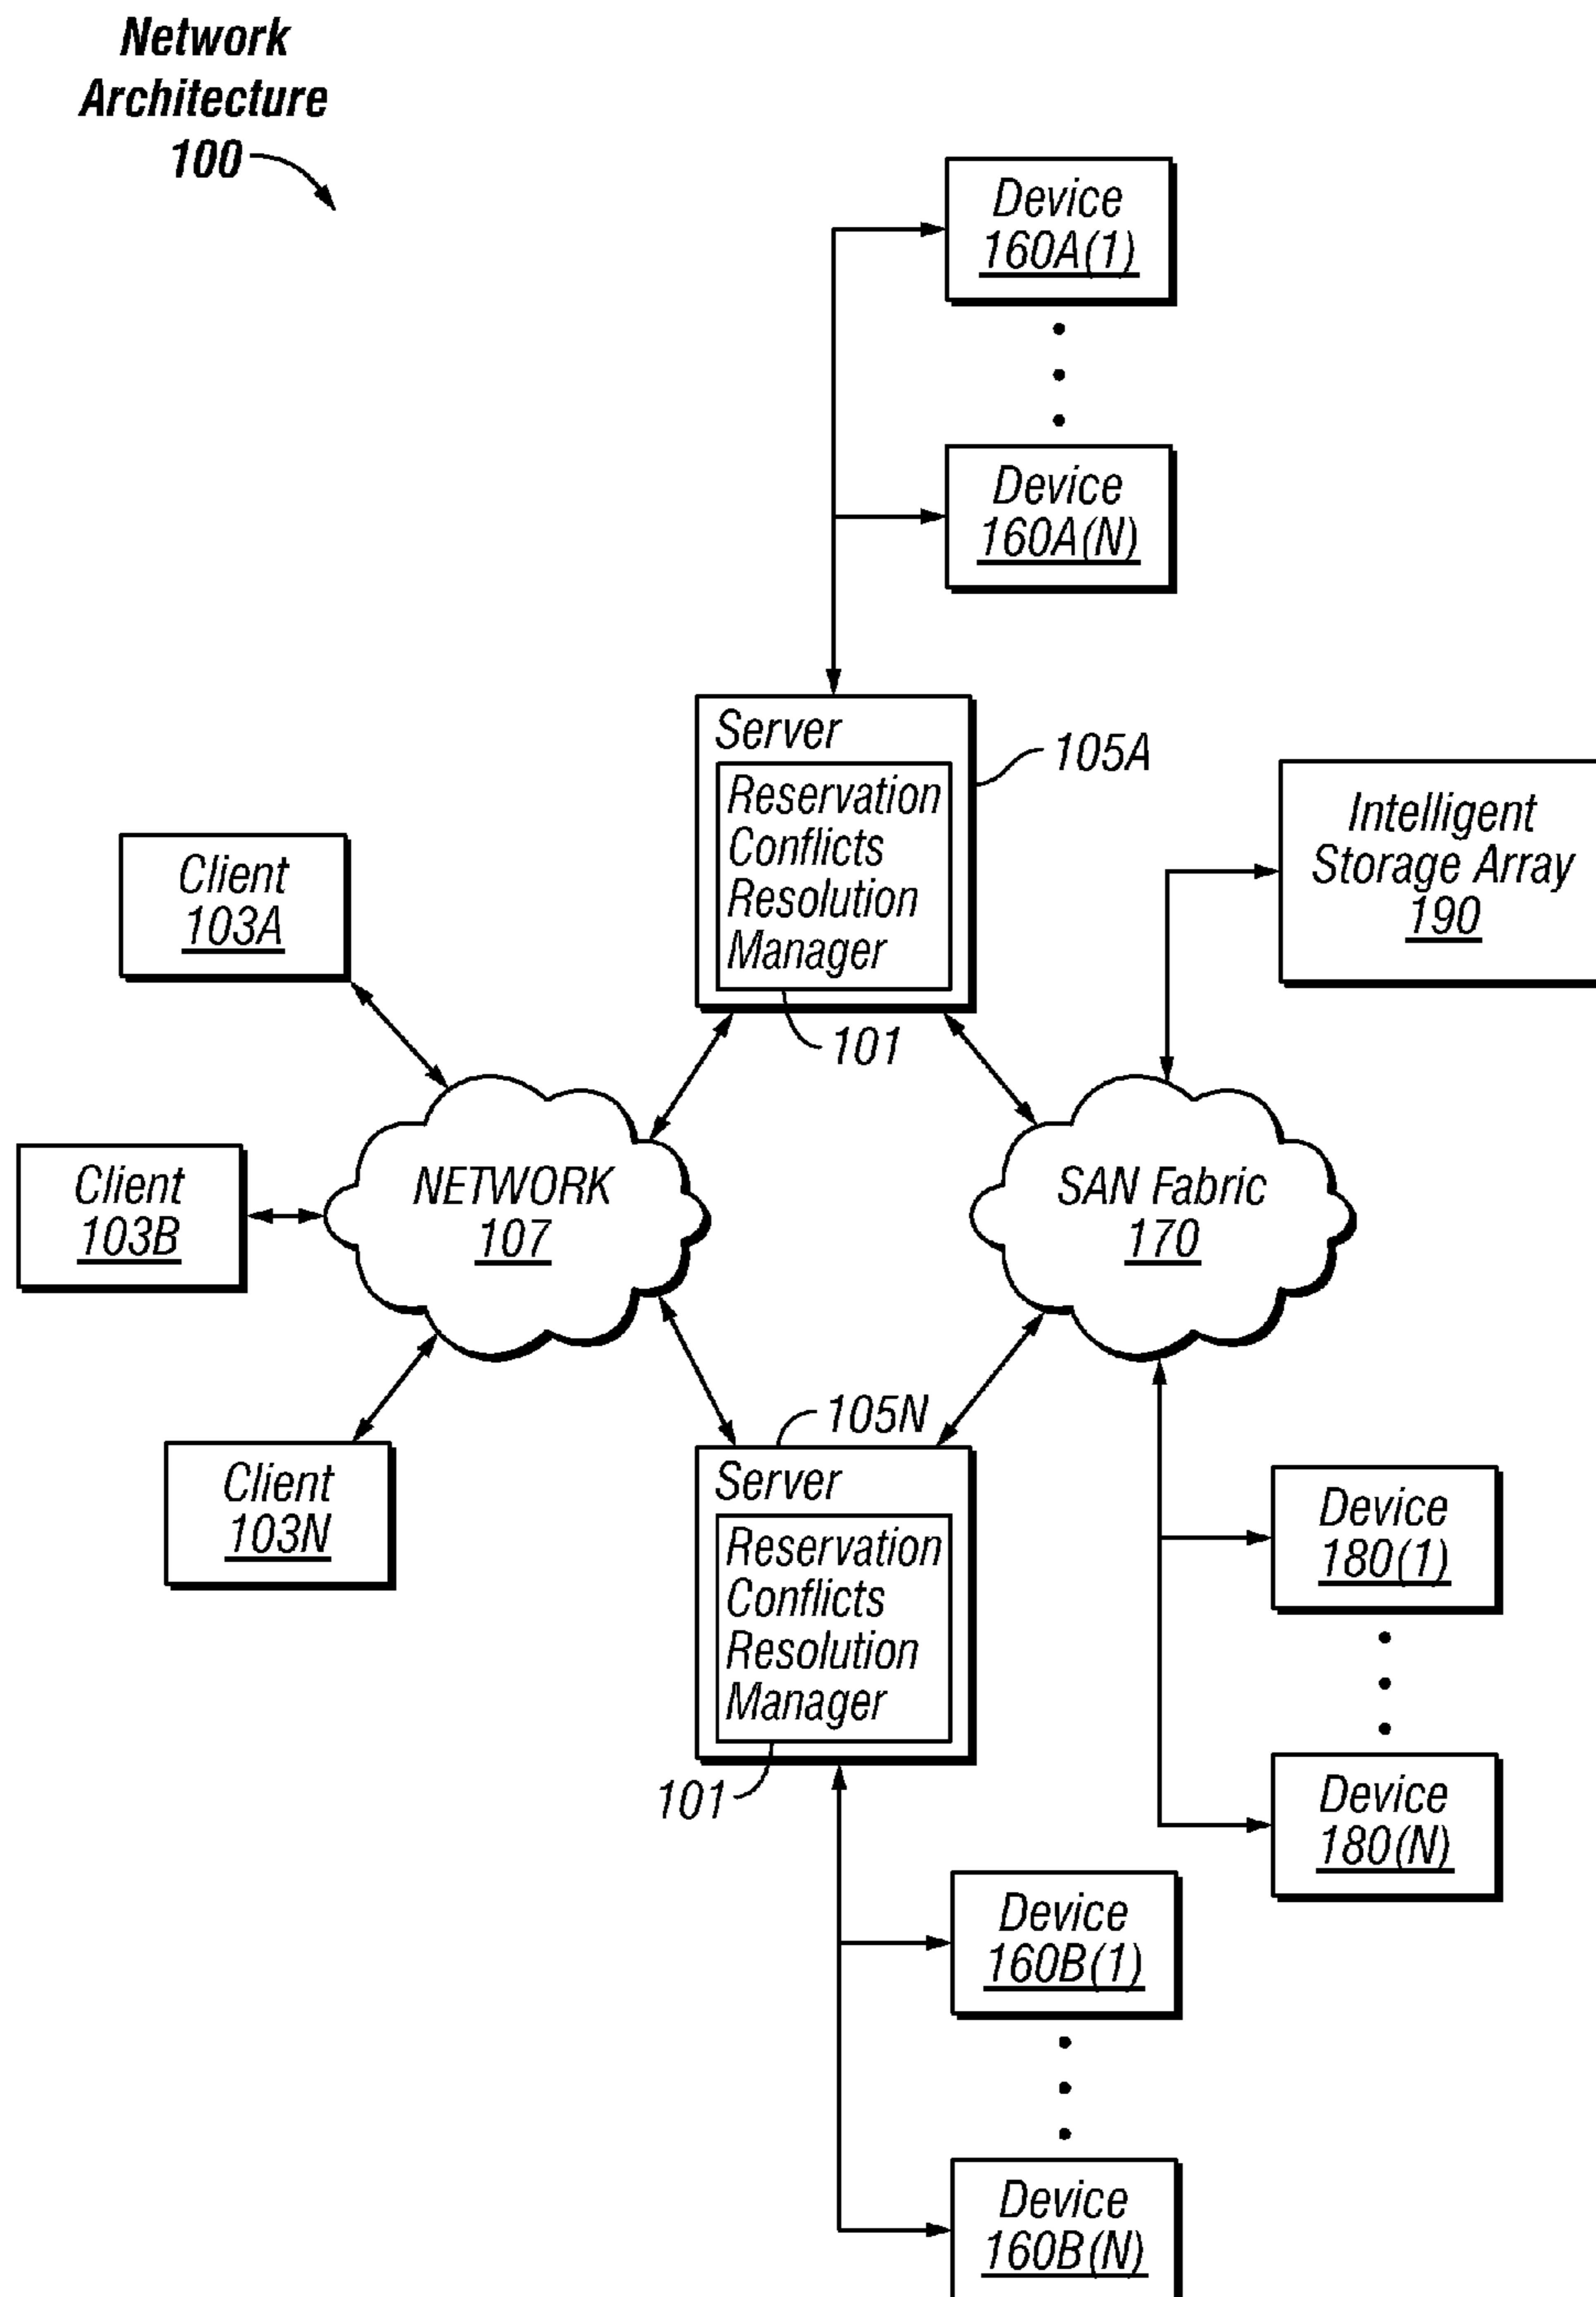 Network
Architecture
100
Device
160A(1)
Device
160A(N)
Server
Reservation
Conflicts
Resolution
Manager
105A
101
Intelligent
Storage Array
190
Client
103A
Client
103B
Client
103N
NETWORK
107
SAN Fabric
170
105N
Server
Reservation
Conflicts
Resolution
Manager
101
Device
180(1)
Device
180(N)
Device
160B(1)
Device
160B(N)